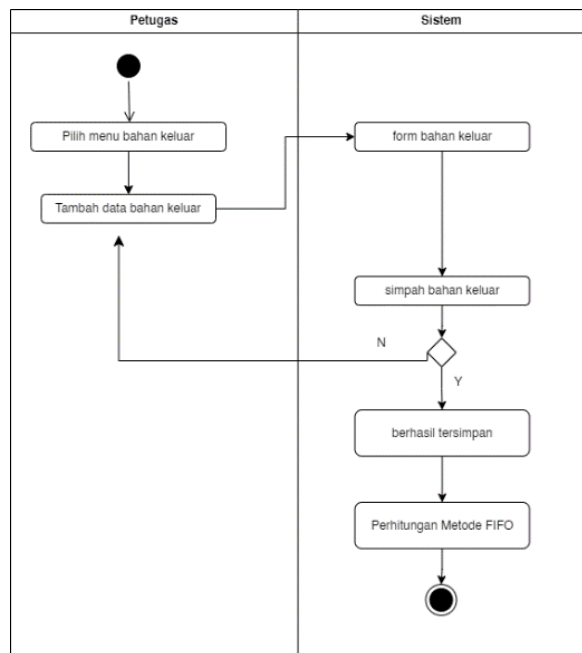 Petugas
Sistem
Pilih menu bahan keluar
form bahan keluar
Tambah data bahan keluar
simpah bahan keluar
N
Y
berhasil tersimpan
Perhitungan Metode FIFO